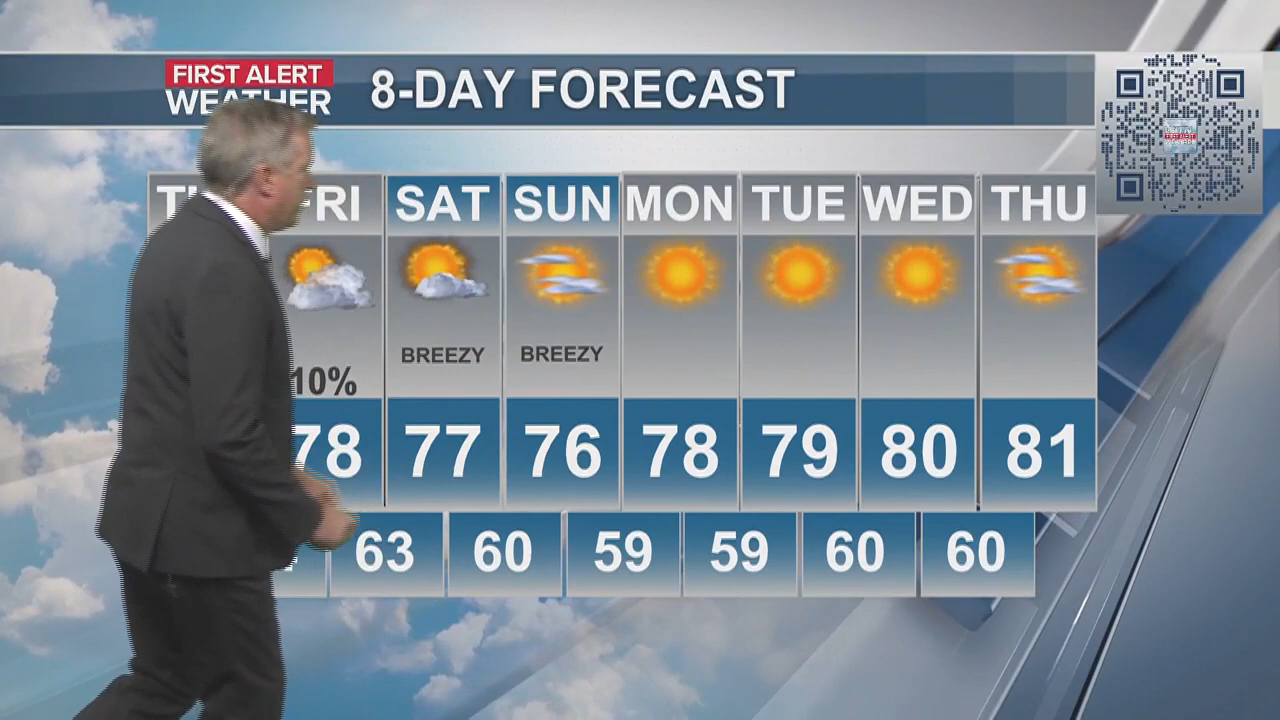 FIRST ALERT
WEATHER
8-DAY FORECAST
FRI SAT SUN MON TUE WED THU
BREEZY BREEZY
10%
78 77 76 78 79 80 81
63 60 59 59 60 60